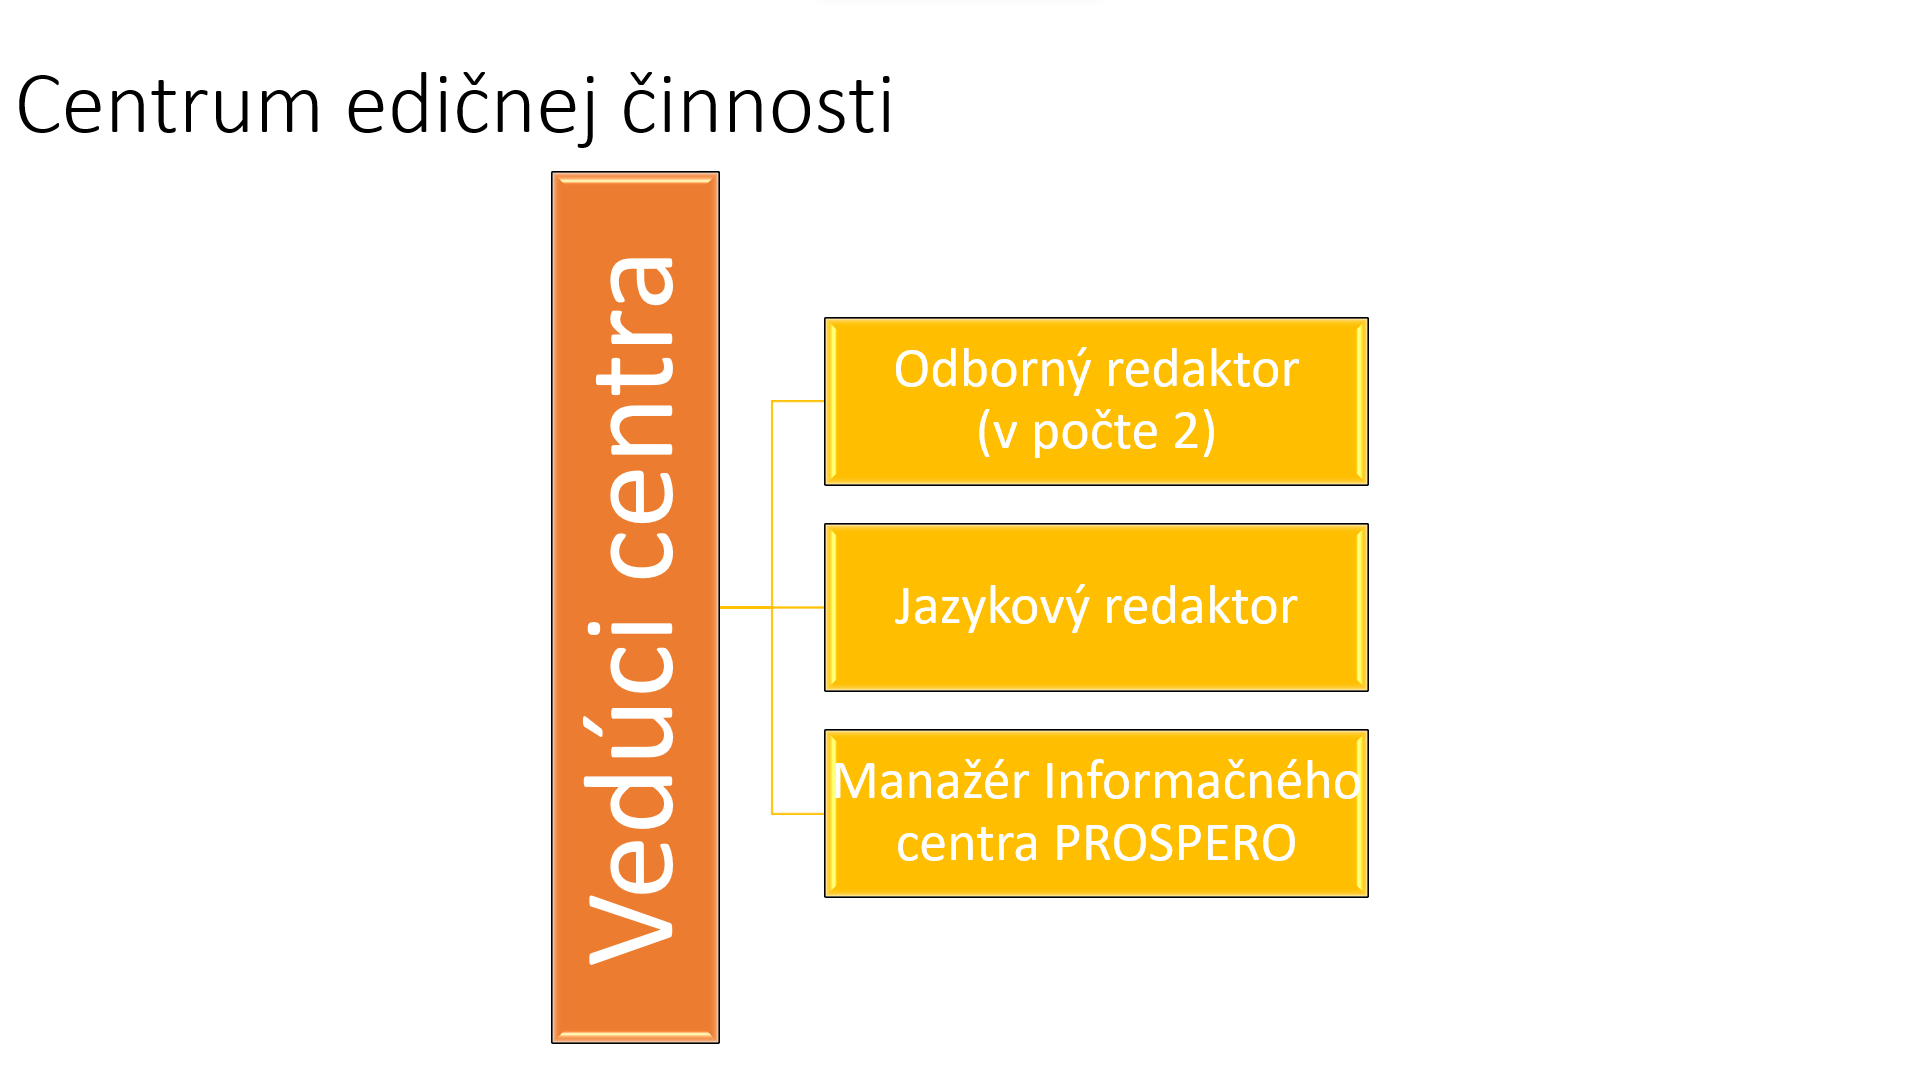 Centrum edičnej činnosti
Vedúci centra
Odborný redaktor
(v počte 2)
Jazykový redaktor
Manažér Informačného
centra PROSPERO